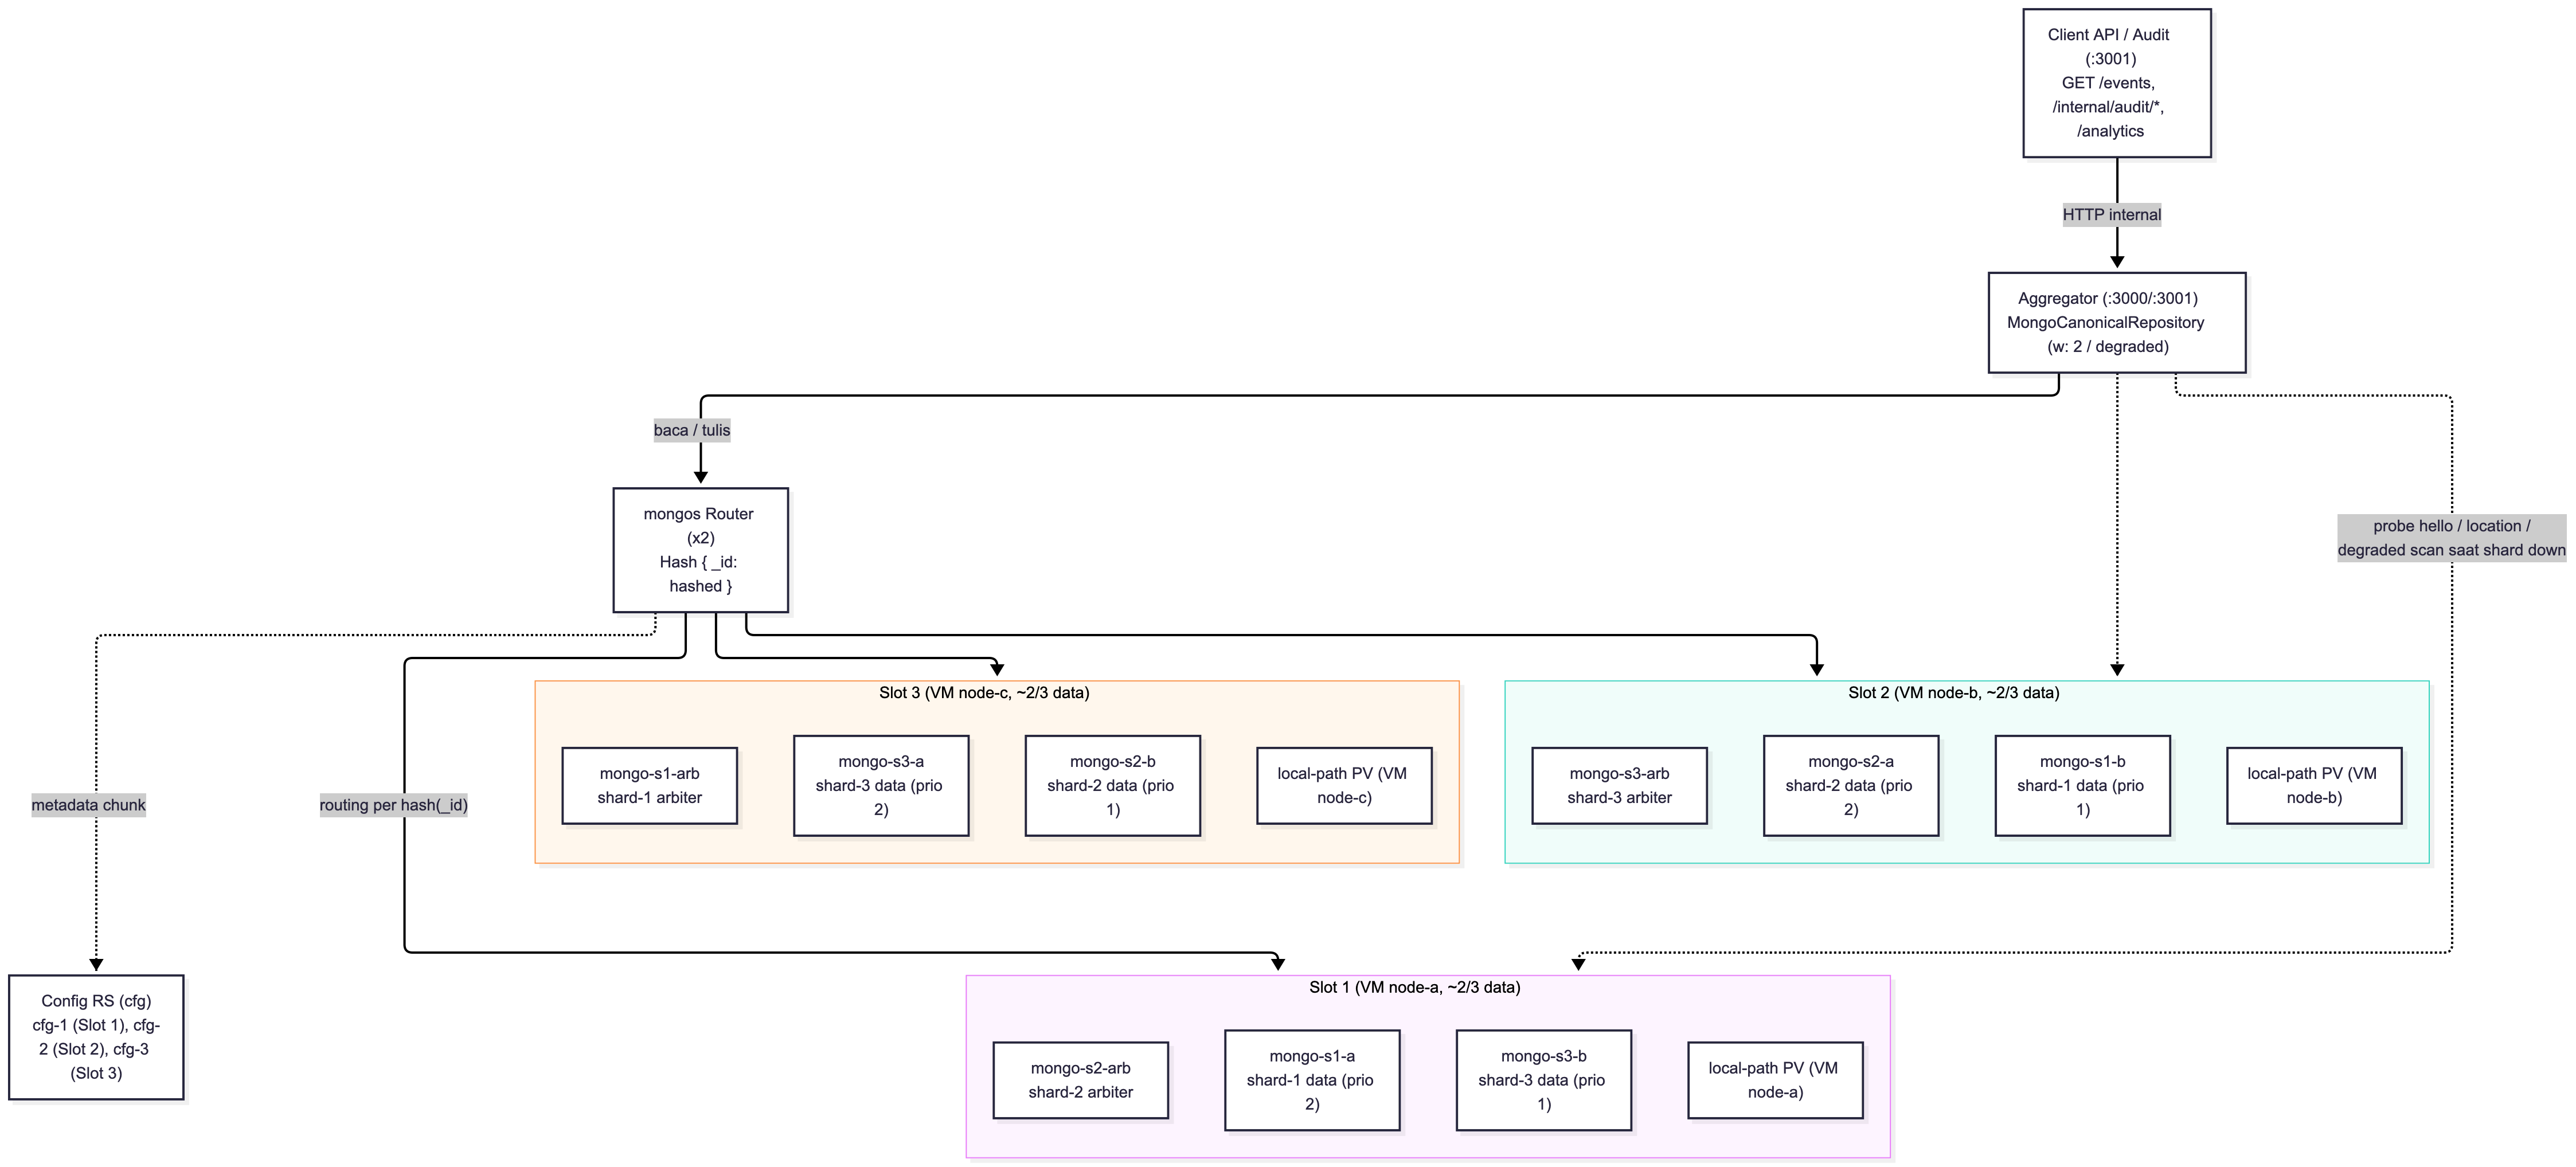 Client API / Audit
(:3001)
GET /events,
/internal/audit/*,
/analytics
HTTP internal
Aggregator (:3000/:3001)
MongoCanonicalRepository
(w: 2 / degraded)
baca / tulis
mongos Router
(x2)
Hash { _id:
hashed }
probe hello / location /
degraded scan saat shard down
metadata chunk
routing per hash(_id)
Slot 3 (VM node-c, ~2/3 data)
mongo-s1-arb
shard-1 arbiter
mongo-s3-a
shard-3 data (prio
2)
mongo-s2-b
shard-2 data (prio
1)
local-path PV (VM
node-c)
Slot 2 (VM node-b, ~2/3 data)
mongo-s3-arb
shard-3 arbiter
mongo-s2-a
shard-2 data (prio
2)
mongo-s1-b
shard-1 data (prio
1)
local-path PV (VM
node-b)
Config RS (cfg)
cfg-1 (Slot 1), cfg-
2 (Slot 2), cfg-3
(Slot 3)
Slot 1 (VM node-a, ~2/3 data)
mongo-s2-arb
shard-2 arbiter
mongo-s1-a
shard-1 data (prio
2)
mongo-s3-b
shard-3 data (prio
1)
local-path PV (VM
node-a)